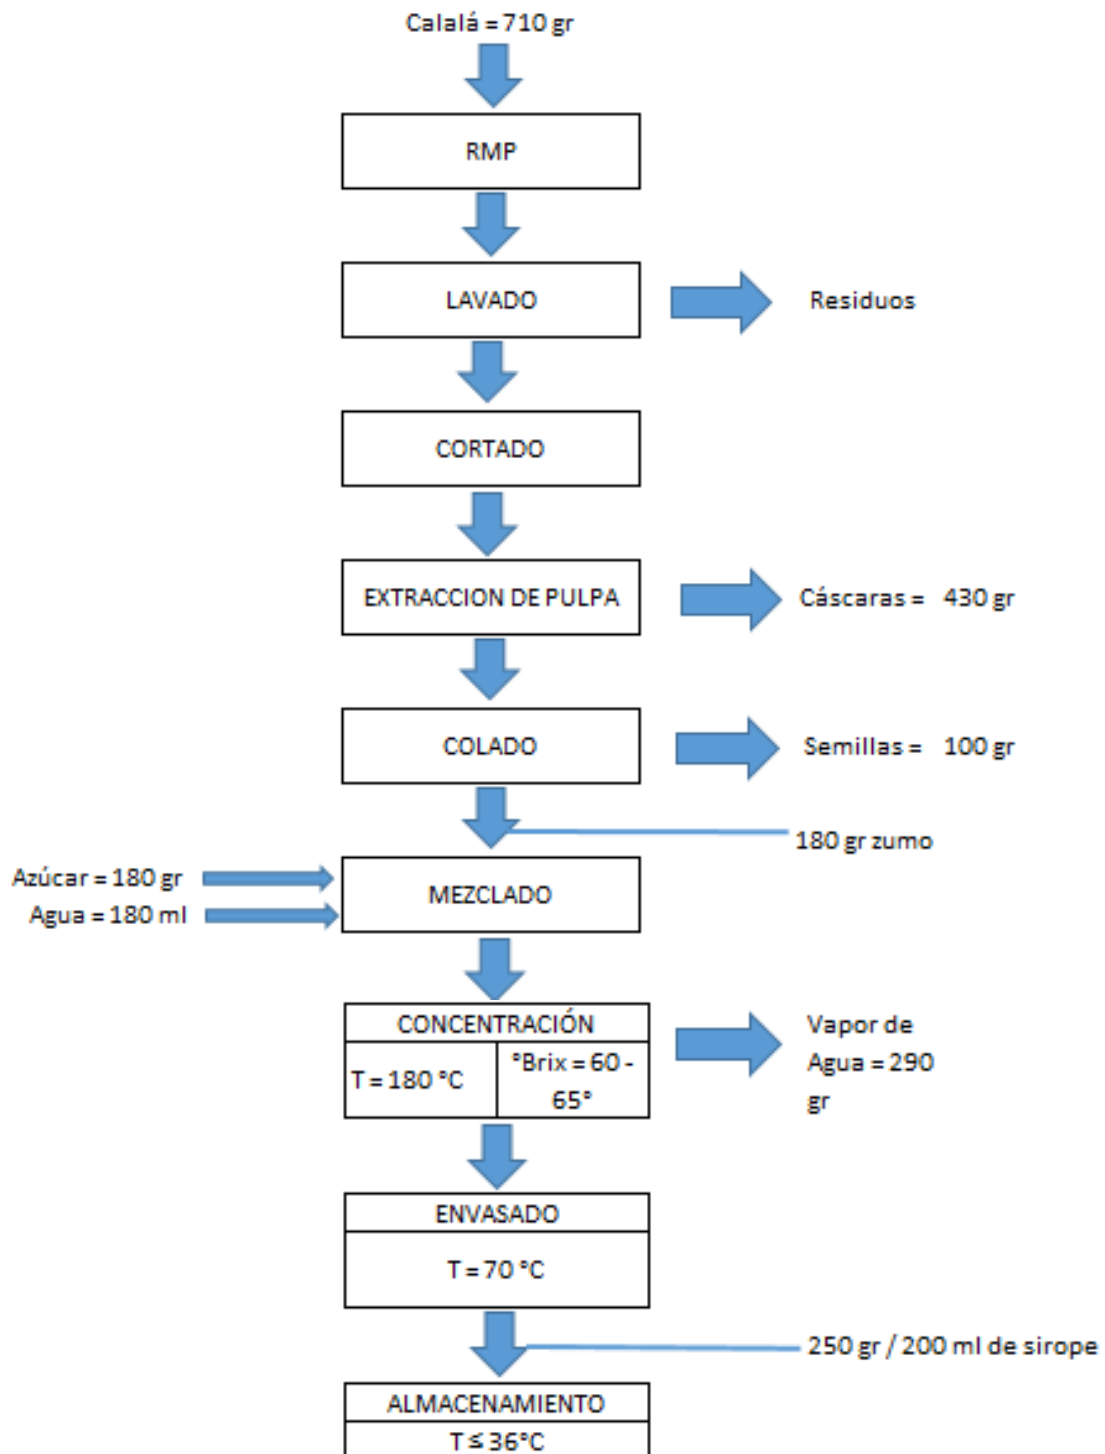 Calalá = 710 gr
RMP
LAVADO
Residuos
CORTADO
EXTRACCION DE PULPA
Cáscaras = 430 gr
COLADO
Semillas = 100 gr
180 gr zumo
Azúcar = 180 gr
Agua = 180 ml
MEZCLADO
CONCENTRACIÓN
T = 180 °C
°Brix = 60 -
65°
Vapor de
Agua = 290
gr
ENVASADO
T = 70 °C
250 gr / 200 ml de sirope
ALMACENAMIENTO
T ≤ 36°C